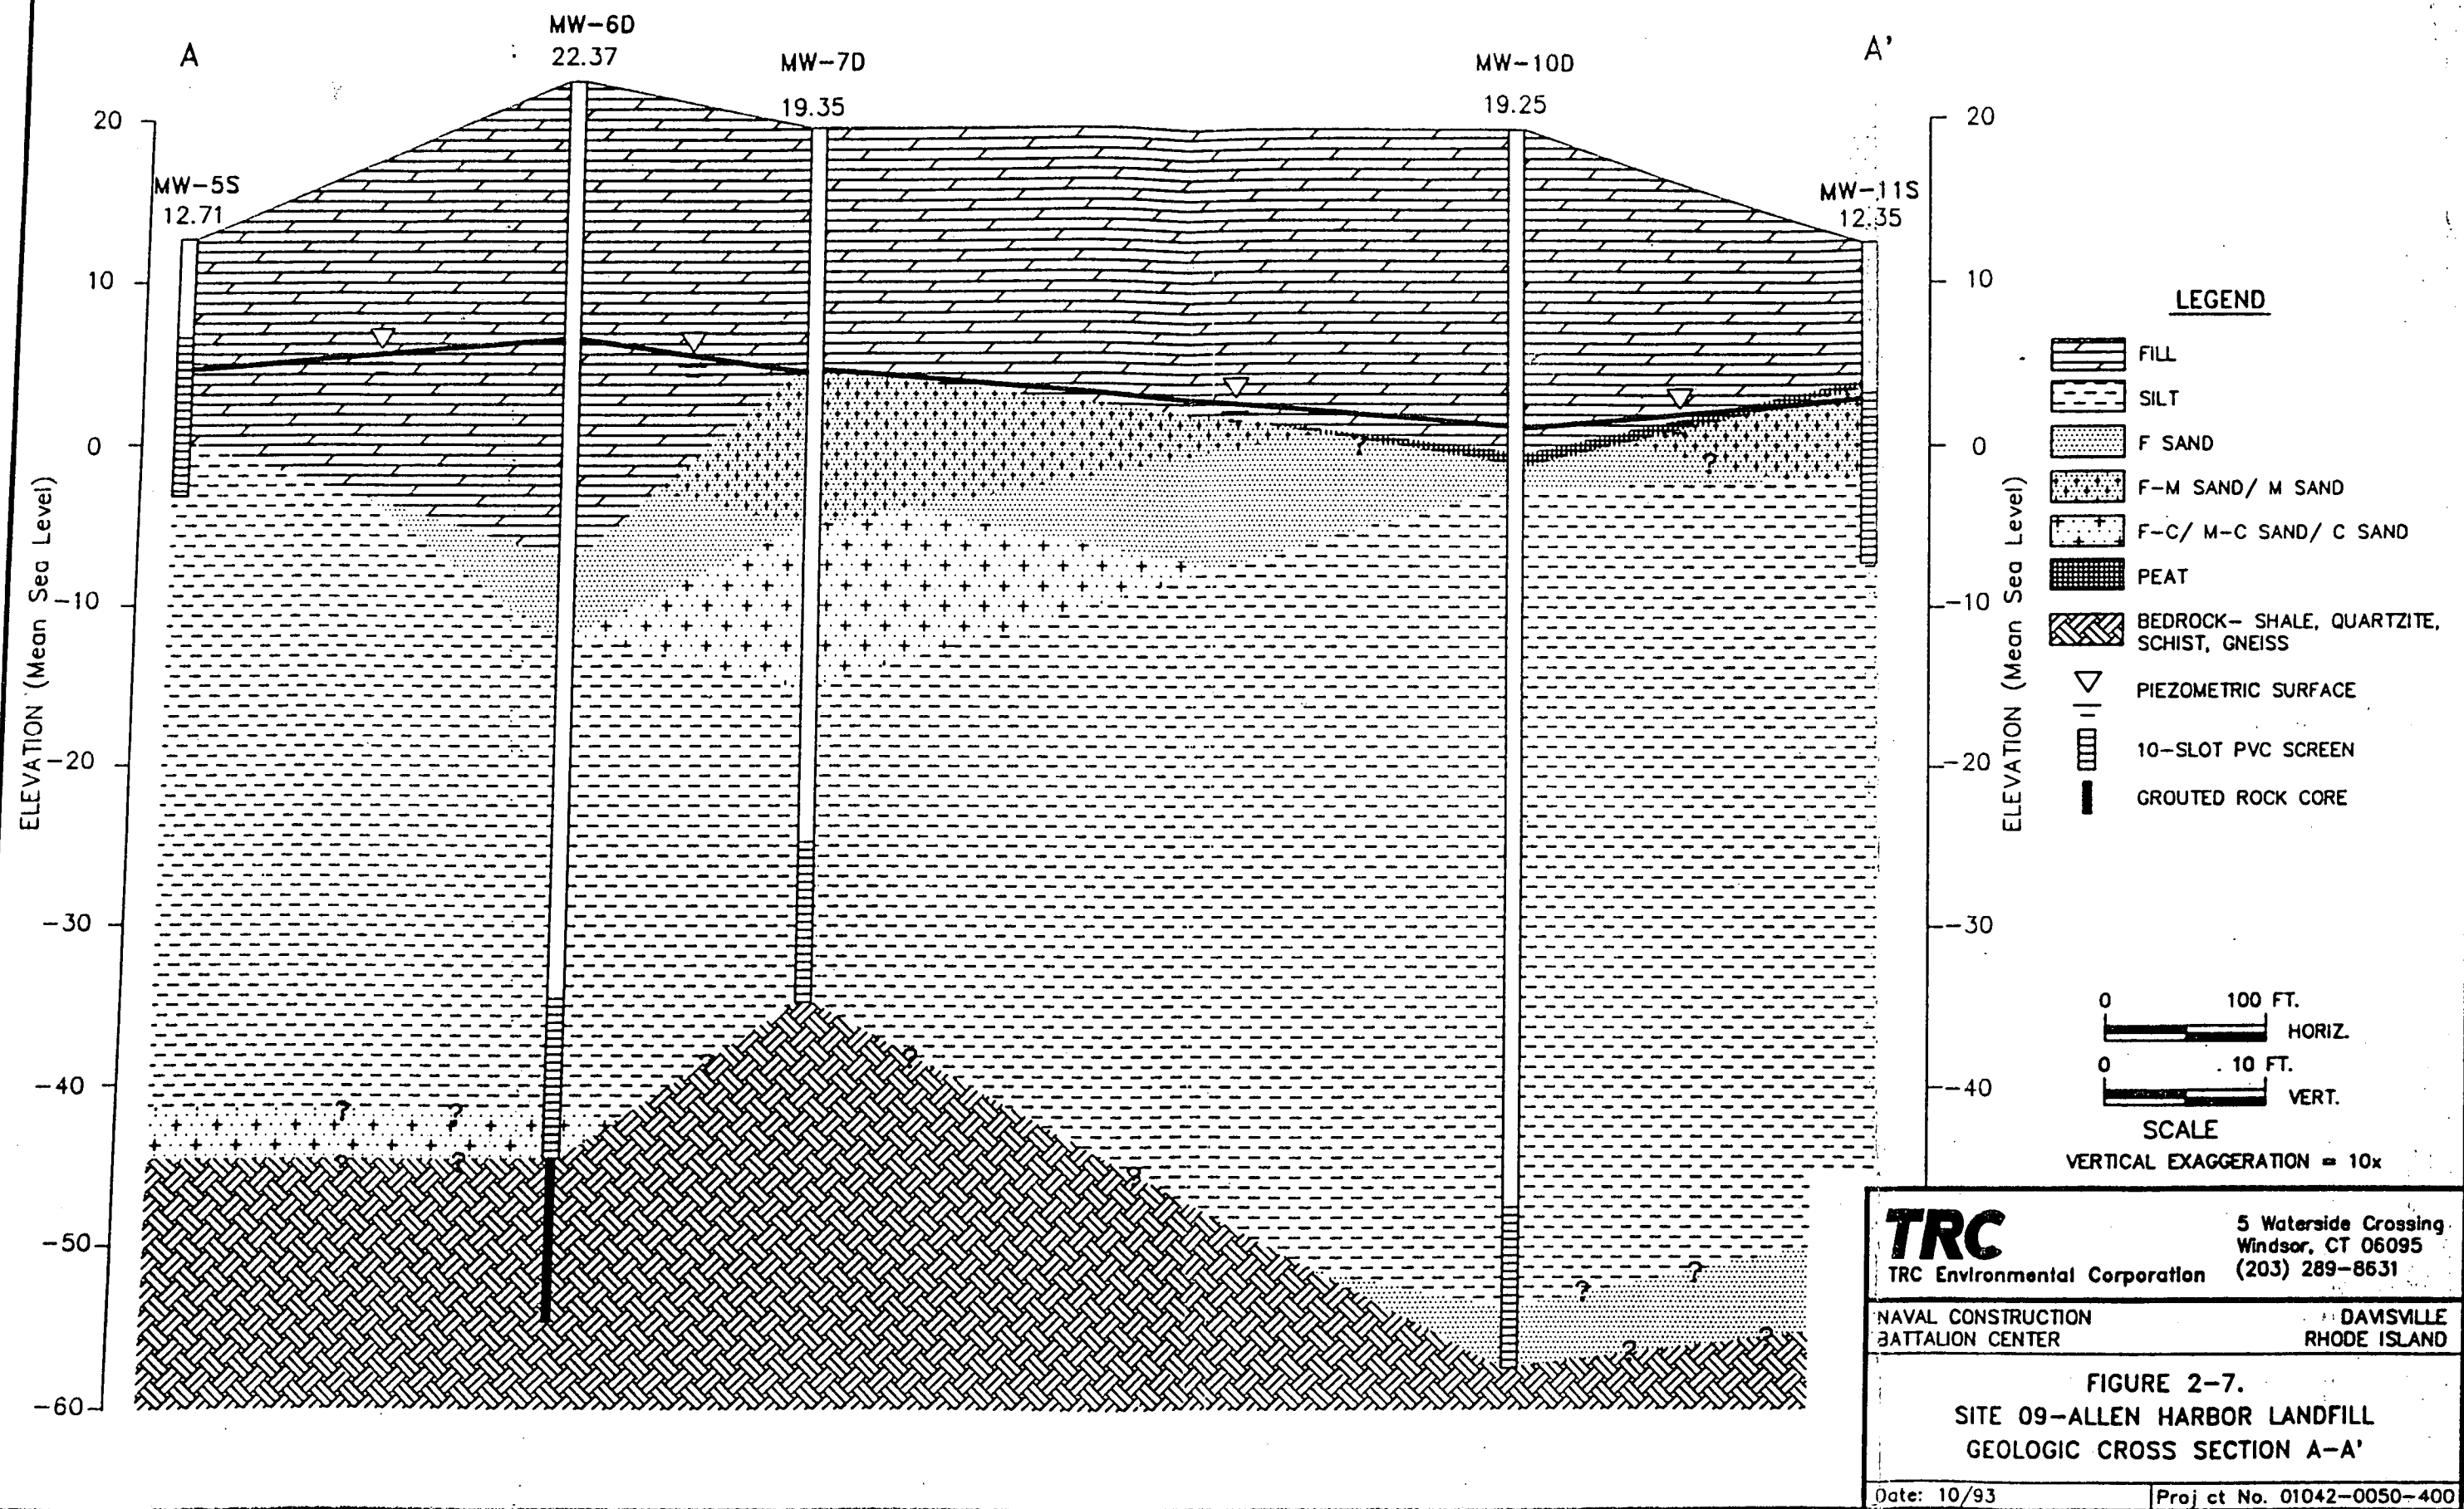 A
MW-6D
22.37
MW-7D
19.35
MW-10D
19.25
A'
MW-5S
12.71
MW-11S
12.35
20
10
0
-10
-20
-30
-40
-50
-60
ELEVATION (Mean Sea Level)
20
10
0
-10
-20
-30
-40
ELEVATION (Mean Sea Level)
?
?
?
?
?
?
?
?
?
?
?
?
?
?
LEGEND
FILL
SILT
F SAND
F-M SAND/ M SAND
F-C/ M-C SAND/ C SAND
PEAT
BEDROCK- SHALE, QUARTZITE,
SCHIST, GNEISS
PIEZOMETRIC SURFACE
10-SLOT PVC SCREEN
GROUTED ROCK CORE
0 100 FT.
HORIZ.
0 10 FT.
VERT.
SCALE
VERTICAL EXAGGERATION = 10x
TRC
TRC Environmental Corporation
5 Waterside Crossing
Windsor, CT 06095
(203) 289-8631
NAVAL CONSTRUCTION
BATTALION CENTER
DAVISVILLE
RHODE ISLAND
FIGURE 2-7.
SITE 09-ALLEN HARBOR LANDFILL
GEOLOGIC CROSS SECTION A-A'
Date: 10/93
Proj ct No. 01042-0050-400